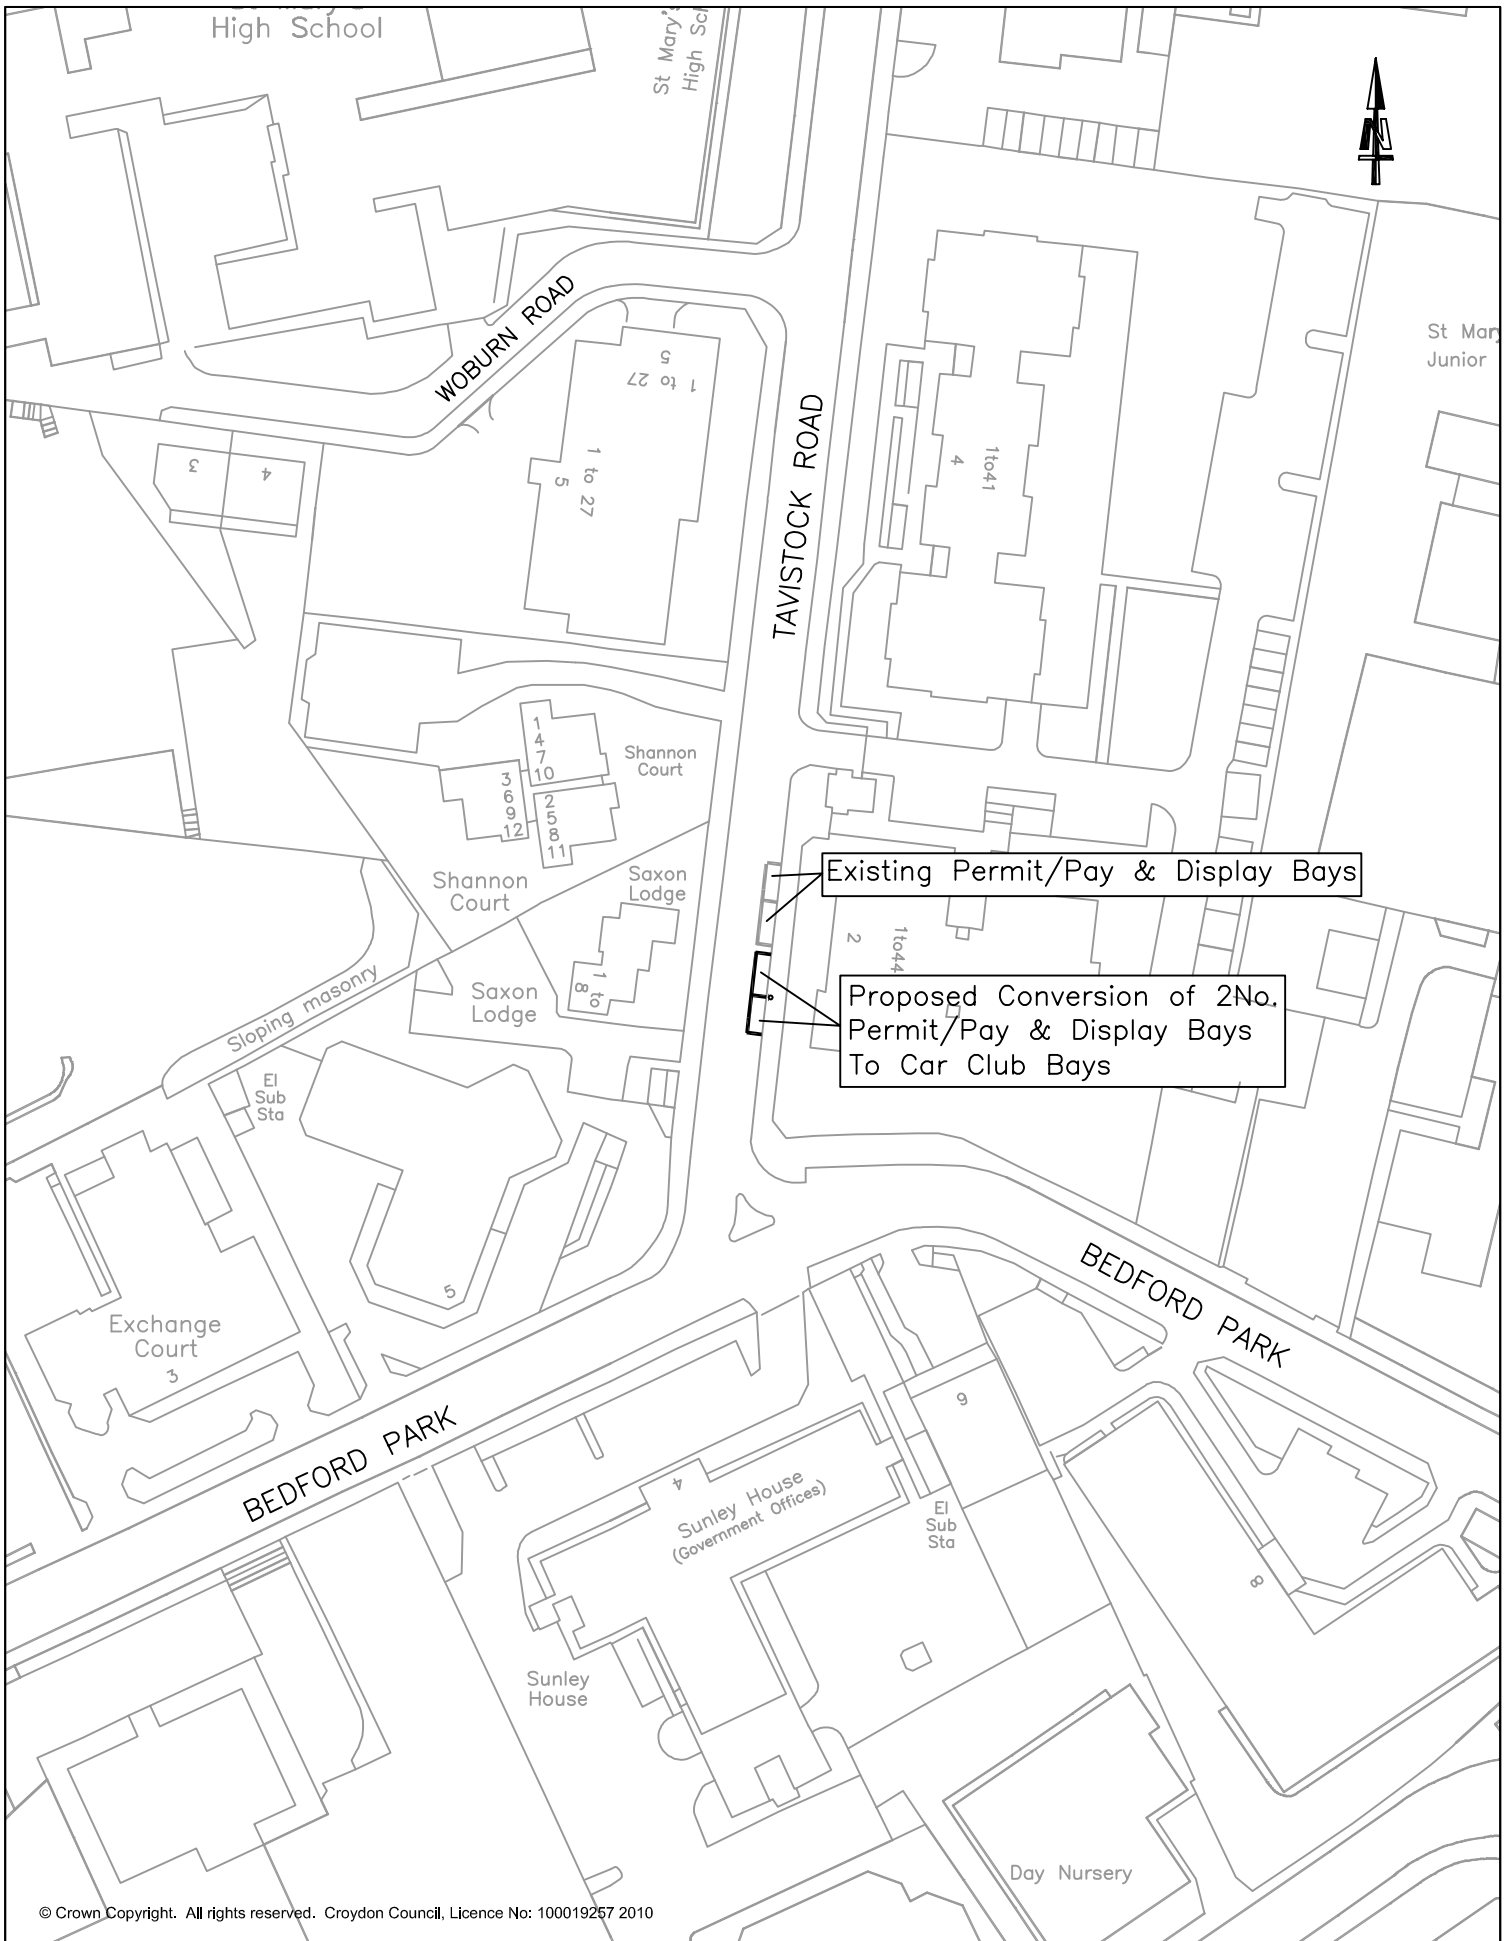 St Mary's
High School
St Mary's
High Sch
N
WOBURN ROAD
St Mary
Junior
5
1 to 27
1 to 27
5
TAVISTOCK ROAD
1to41
4
3
4
1
4
7
10
Shannon
Court
3
6
9
12
2
5
8
11
Shannon
Court
Saxon
Lodge
Existing Permit/Pay & Display Bays
2
1to44
1 to
8
Saxon
Lodge
Sloping masonry
Proposed Conversion of 2No.
Permit/Pay & Display Bays
To Car Club Bays
El
Sub
Sta
5
Exchange
Court
3
BEDFORD PARK
BEDFORD PARK
9
4
Sunley House
(Government Offices)
El
Sub
Sta
8
Sunley
House
Day Nursery
© Crown Copyright. All rights reserved. Croydon Council, Licence No: 100019257 2010